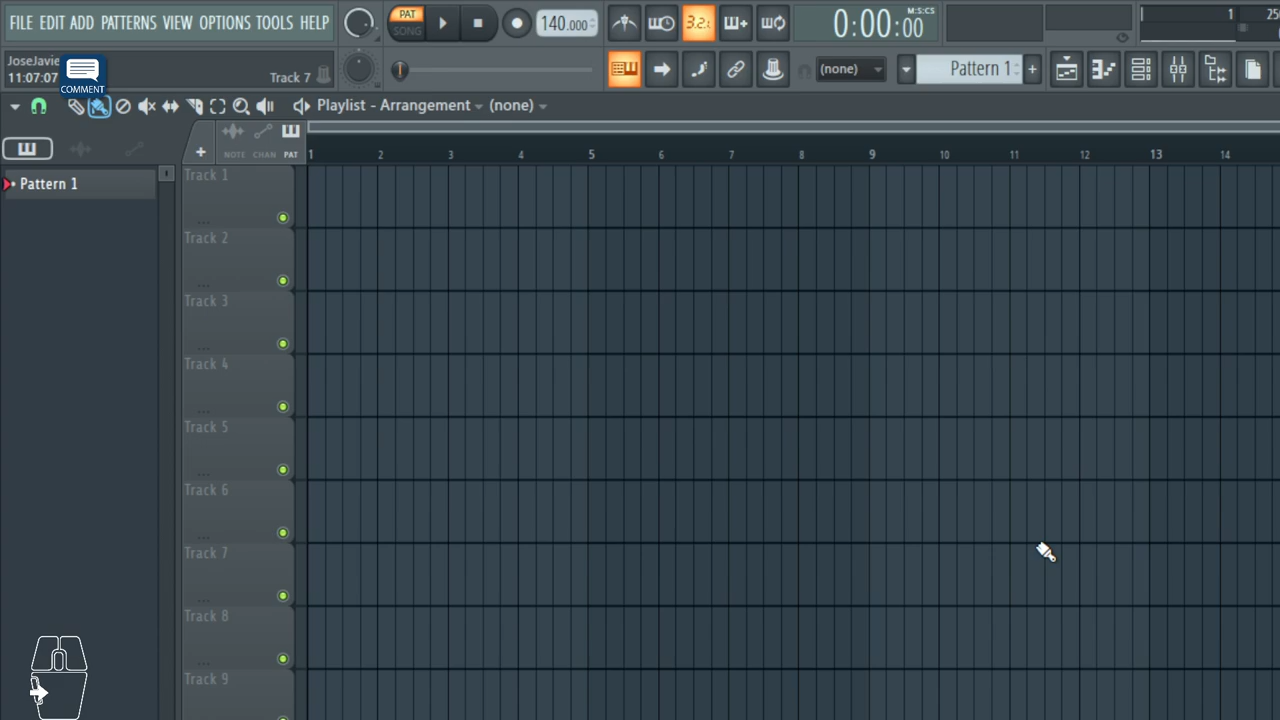 FILE EDIT ADD PATTERNS VIEW OPTIONS TOOLS HELP
PAT
SONG
140.000
3.2.
0:00:00
M:S:CS
1
25
JoseJavie
11:07:07
COMMENT
Track 7
(none)
Pattern 1
+
Playlist - Arrangement
(none)
NOTE CHAN PAT
1 2 3 4 5 6 7 8 9 10 11 12 13 14
Pattern 1
Track 1
Track 2
Track 3
Track 4
Track 5
Track 6
Track 7
Track 8
Track 9